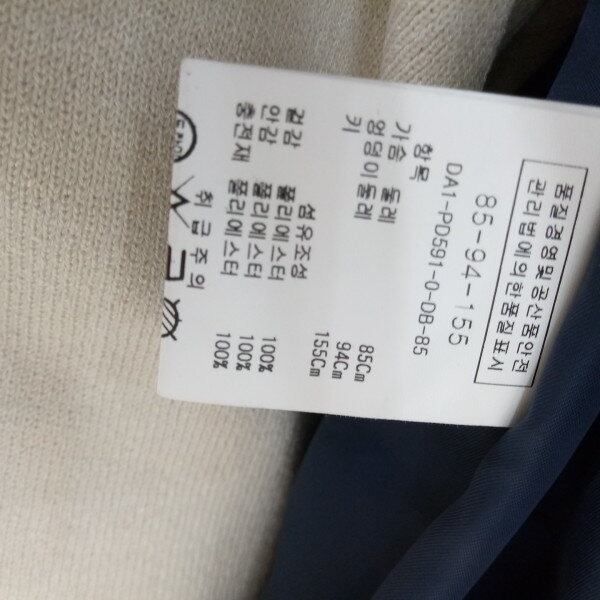 품질경영및공산품안전
관리법에의한품질표시
85-94-155
DA1-PD591-0-DB-85
항목
가슴 둘레 85Cm
엉덩이둘레 94Cm
키 155Cm
섬유조성
겉감 폴리에스터 100%
안감 폴리에스터 100%
충전재 폴리에스터 100%
취급주의